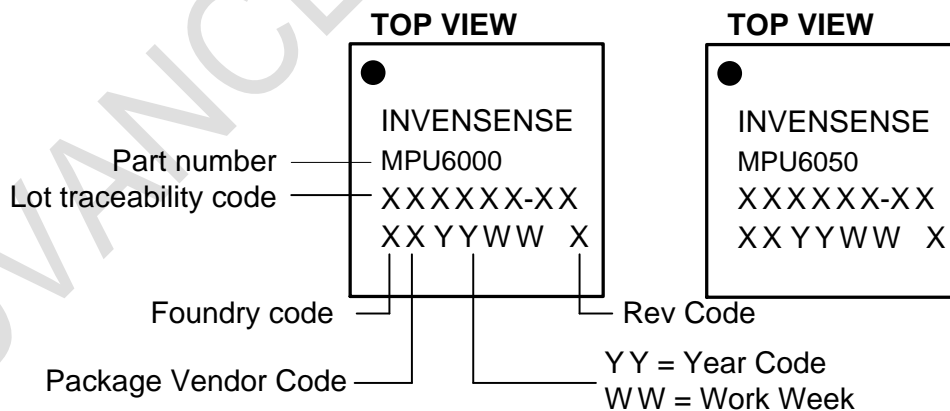 TOP VIEW
INVENSENSE
MPU6000
XXXXXX-XX
XXYYWW X
Part number
Lot traceability code
Foundry code
Package Vendor Code
Rev Code
YY = Year Code
WW = Work Week
TOP VIEW
INVENSENSE
MPU6050
XXXXXX-XX
XXYYWW X